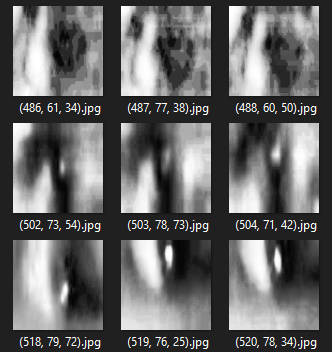 (486, 61, 34).jpg (487, 77, 38).jpg (488, 60, 50).jpg
(502, 73, 54).jpg (503, 78, 73).jpg (504, 71, 42).jpg
(518, 79, 72).jpg (519, 76, 25).jpg (520, 78, 34).jpg